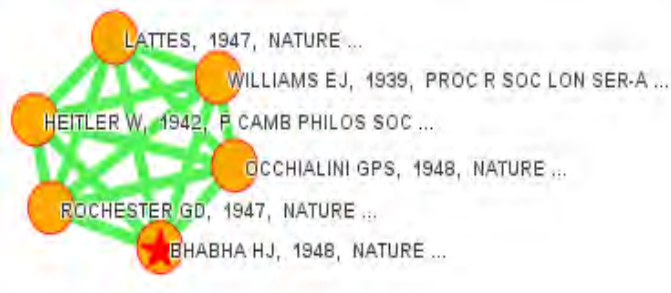 LATTES, 1947, NATURE ...
WILLIAMS EJ, 1939, PROC R SOC LON SER-A ...
HEITLER W, 1942, P CAMB PHILOS SOC ...
OCCHIALINI GPS, 1948, NATURE ...
ROCHESTER GD, 1947, NATURE ...
BHABHA HJ, 1948, NATURE ...